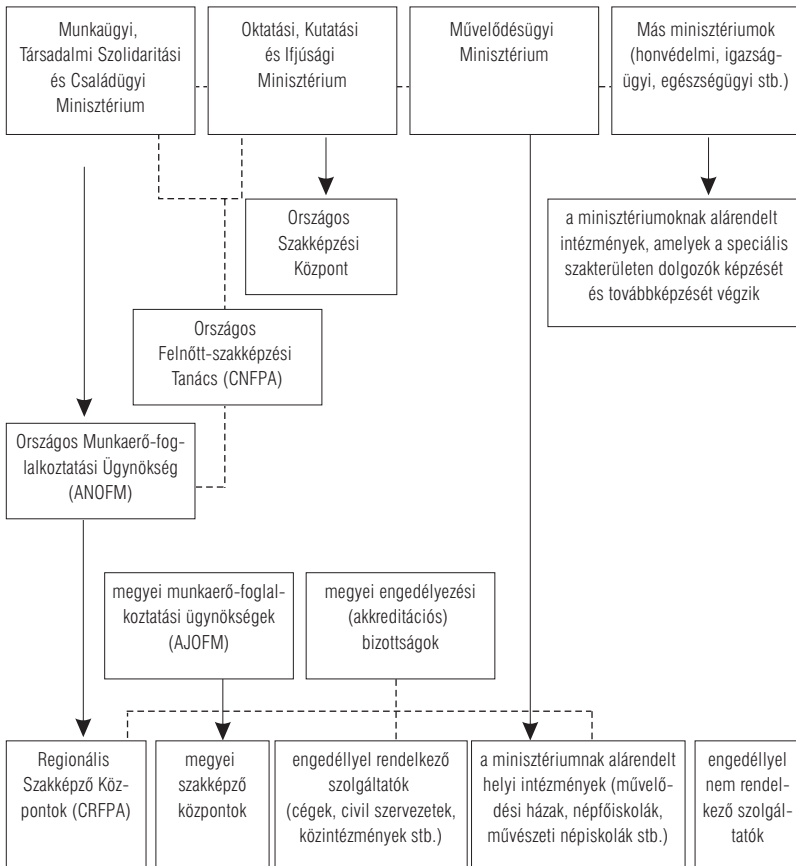 Munkaügyi,
Társadalmi Szolidaritási
és Családügyi
Minisztérium
Oktatási, Kutatási
és Ifjúsági
Minisztérium
Művelődésügyi
Minisztérium
Más minisztériumok
(honvédelmi, igazság-
ügyi, egészségügyi stb.)
Országos
Szakképzési
Központ
a minisztériumoknak alárendelt
intézmények, amelyek a speciális
szakterületen dolgozók képzését
és továbbképzését végzik
Országos
Felnőtt-szakképzési
Tanács (CNFPA)
Országos Munkaerő-fog-
lalkoztatási Ügynökség
(ANOFM)
megyei munkaerő-foglal-
koztatási ügynökségek
(AJOFM)
megyei engedélyezési
(akkreditációs)
bizottságok
Regionális
Szakképző Köz-
pontok (CRFPA)
megyei
szakképző
központok
engedéllyel rendelkező
szolgáltatók
(cégek, civil szervezetek,
közintézmények stb.)
a minisztériumnak alárendelt
helyi intézmények (művelő-
dési házak, népfőiskolák,
művészeti népiskolák stb.)
engedéllyel
nem rendel-
kező szolgál-
tatók